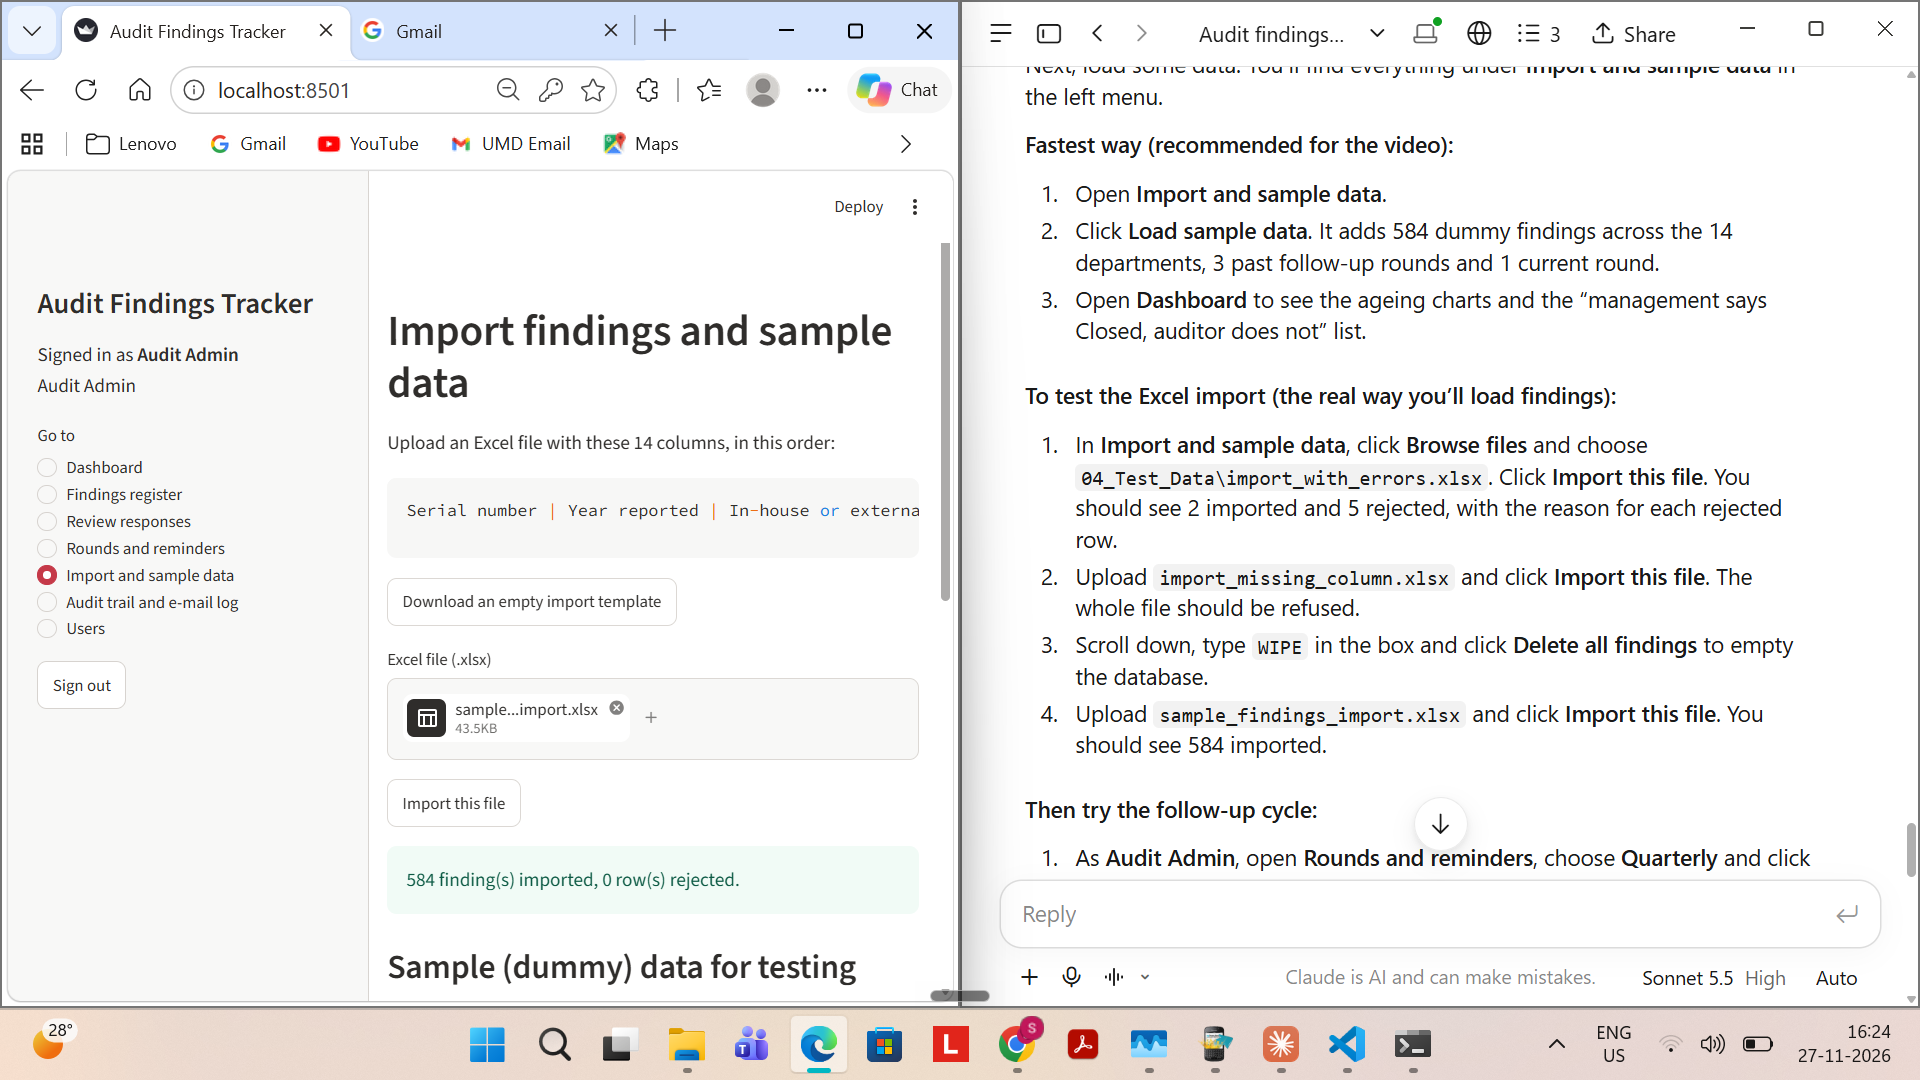 Audit Findings Tracker
Gmail
localhost:8501
Chat
Lenovo
Gmail
YouTube
UMD Email
Maps
Deploy
Audit Findings Tracker
Signed in as Audit Admin
Audit Admin
Go to
Dashboard
Findings register
Review responses
Rounds and reminders
Import and sample data
Audit trail and e-mail log
Users
Sign out
Import findings and sample
data
Upload an Excel file with these 14 columns, in this order:
Serial number | Year reported | In-house or externa
Download an empty import template
Excel file (.xlsx)
sample...import.xlsx
43.5KB
Import this file
584 finding(s) imported, 0 row(s) rejected.
Sample (dummy) data for testing
Audit findings...
3
Share
Next, load some data. You'll find everything under Import and sample data in
the left menu.
Fastest way (recommended for the video):
1. Open Import and sample data.
2. Click Load sample data. It adds 584 dummy findings across the 14
departments, 3 past follow-up rounds and 1 current round.
3. Open Dashboard to see the ageing charts and the “management says
Closed, auditor does not” list.
To test the Excel import (the real way you’ll load findings):
1. In Import and sample data, click Browse files and choose
04_Test_Data\import_with_errors.xlsx. Click Import this file. You
should see 2 imported and 5 rejected, with the reason for each rejected
row.
2. Upload import_missing_column.xlsx and click Import this file. The
whole file should be refused.
3. Scroll down, type WIPE in the box and click Delete all findings to empty
the database.
4. Upload sample_findings_import.xlsx and click Import this file. You
should see 584 imported.
Then try the follow-up cycle:
1. As Audit Admin, open Rounds and reminders, choose Quarterly and click
Reply
Claude is AI and can make mistakes.
Sonnet 5.5 High
Auto
28°
S
L
T
ENG
US
16:24
27-11-2026